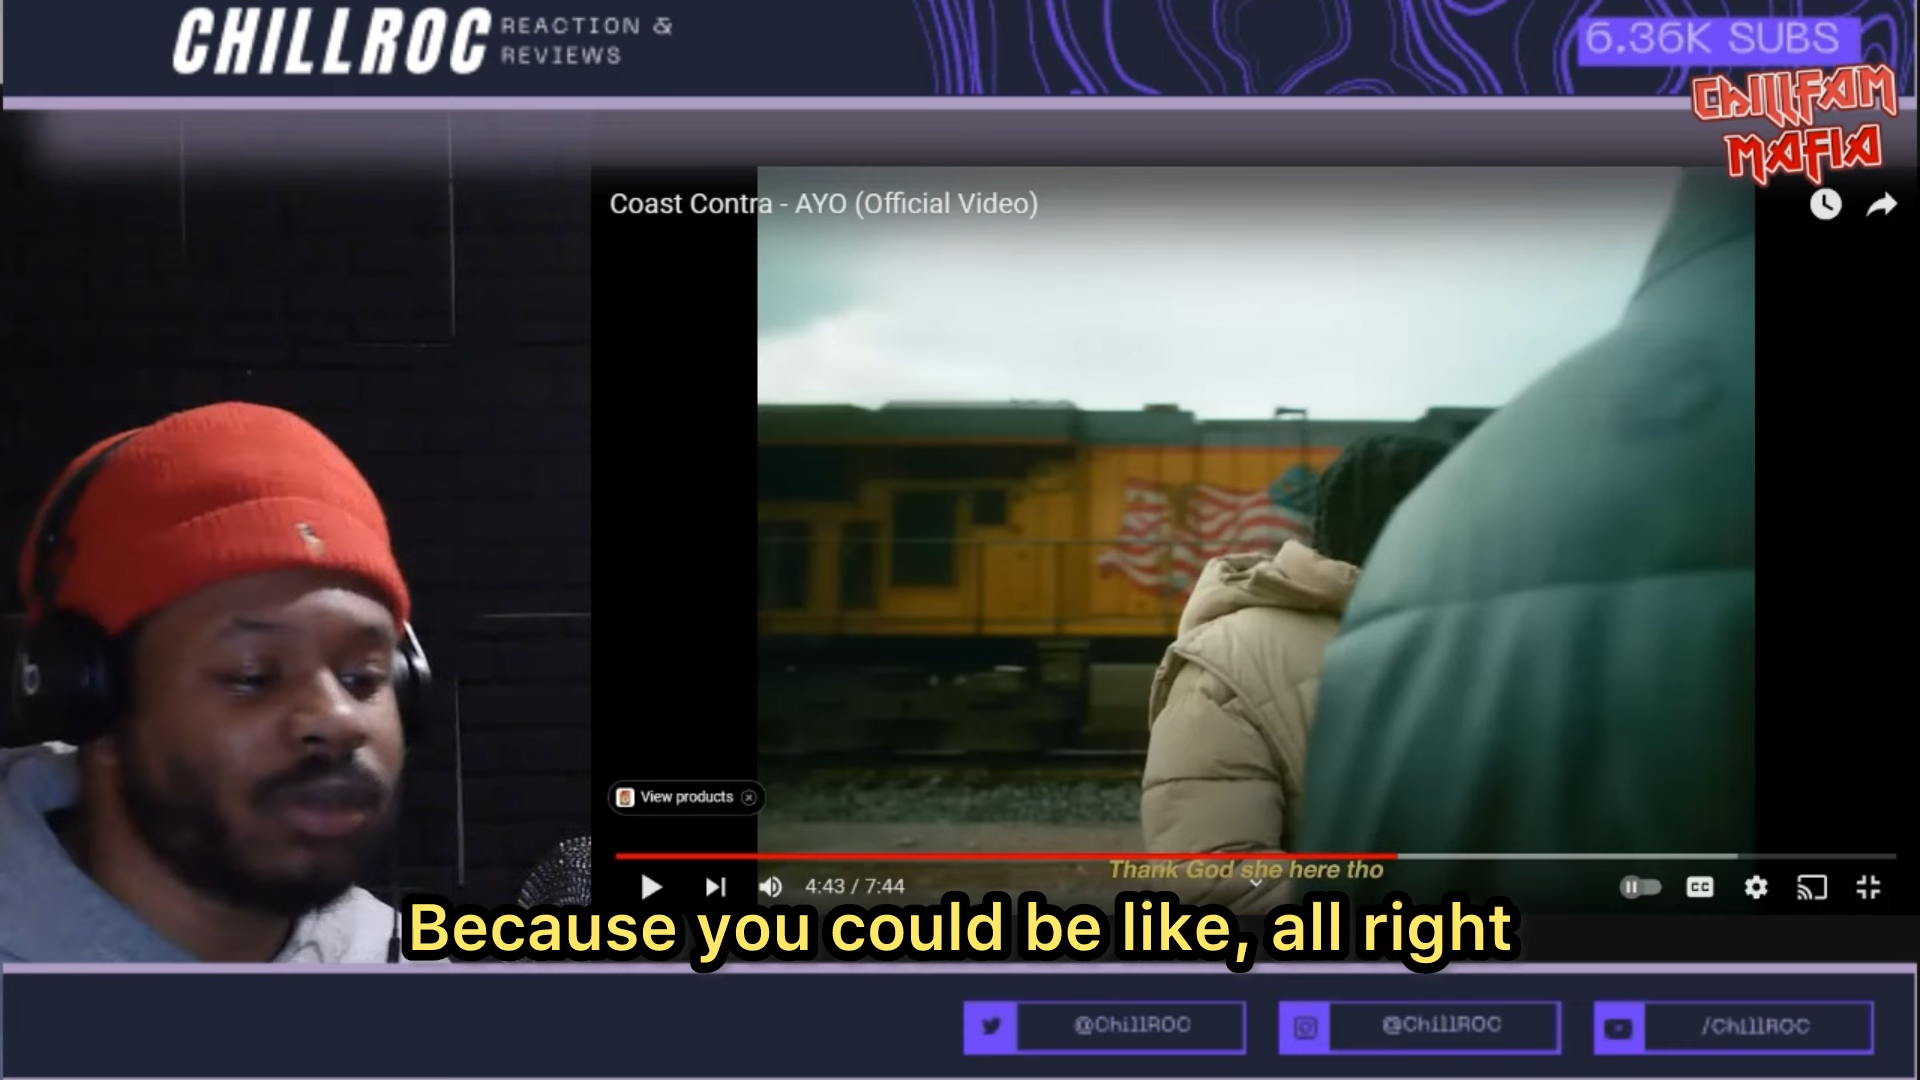 CHILLROC
REACTION &
REVIEWS
6.36K SUBS
ChillFAM
MAFIA
Coast Contra - AYO (Official Video)
View products
Thank God she here tho
4:43 / 7:44
CC
Because you could be like, all right
@ChillROC
@ChillROC
/ChillROC